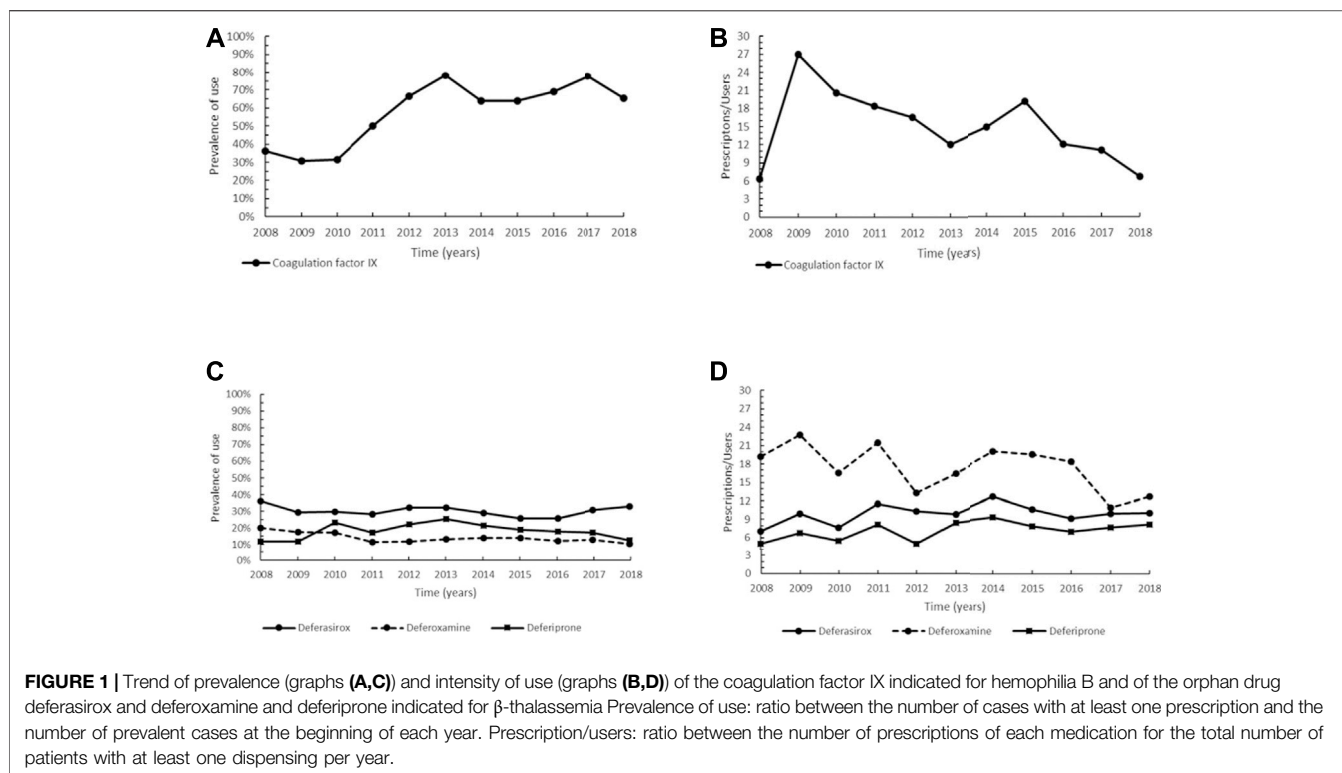 A
100%
90%
80%
70%
60%
50%
40%
30%
20%
10%
0%
Prevalence of use
2008 2009 2010 2011 2012 2013 2014 2015 2016 2017 2018
Time (years)
Coagulation factor IX
B
30
27
24
21
18
15
12
9
6
3
0
Prescriptons/Users
2008 2009 2010 2011 2012 2013 2014 2015 2016 2017 2018
Time (years)
Coagulation factor IX
C
100%
90%
80%
70%
60%
50%
40%
30%
20%
10%
0%
Prevalence of use
2008 2009 2010 2011 2012 2013 2014 2015 2016 2017 2018
Time (years)
Deferasirox Deferoxamine Deferiprone
D
30
27
24
21
18
15
12
9
6
3
0
Prescriptions/Users
2008 2009 2010 2011 2012 2013 2014 2015 2016 2017 2018
Time (years)
Deferasirox Deferoxamine Deferiprone
FIGURE 1 | Trend of prevalence (graphs (A,C)) and intensity of use (graphs (B,D)) of the coagulation factor IX indicated for hemophilia B and of the orphan drug
deferasirox and deferoxamine and deferiprone indicated for β-thalassemia Prevalence of use: ratio between the number of cases with at least one prescription and the
number of prevalent cases at the beginning of each year. Prescription/users: ratio between the number of prescriptions of each medication for the total number of
patients with at least one dispensing per year.